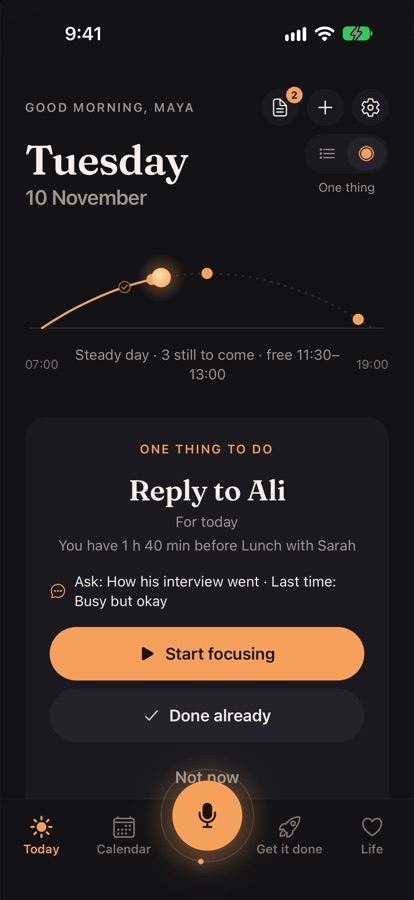 9:41
GOOD MORNING, MAYA
2
Tuesday
10 November
One thing
07:00
Steady day · 3 still to come · free 11:30–
13:00
19:00
ONE THING TO DO
Reply to Ali
For today
You have 1 h 40 min before Lunch with Sarah
Ask: How his interview went · Last time:
Busy but okay
Start focusing
Done already
Not now
Today
Calendar
Get it done
Life